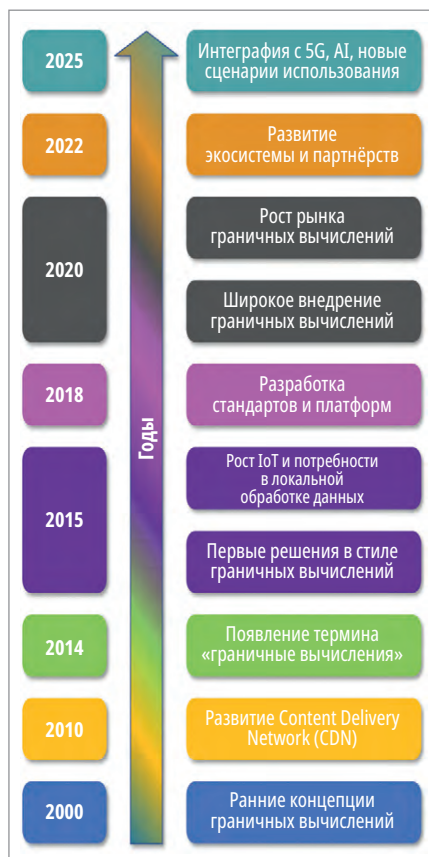 2025
Интеграфия с 5G, AI, новые
сценарии использования
2022
Развитие
экосистемы и партнёрств
2020
Рост рынка
граничных вычислений
Широкое внедрение
граничных вычислений
2018
Разработка
стандартов и платформ
Годы
2015
Рост IoT и потребности
в локальной
обработке данных
Первые решения в стиле
граничных вычислений
2014
Появление термина
«граничные вычисления»
2010
Развитие Content Delivery
Network (CDN)
2000
Ранние концепции
граничных вычислений